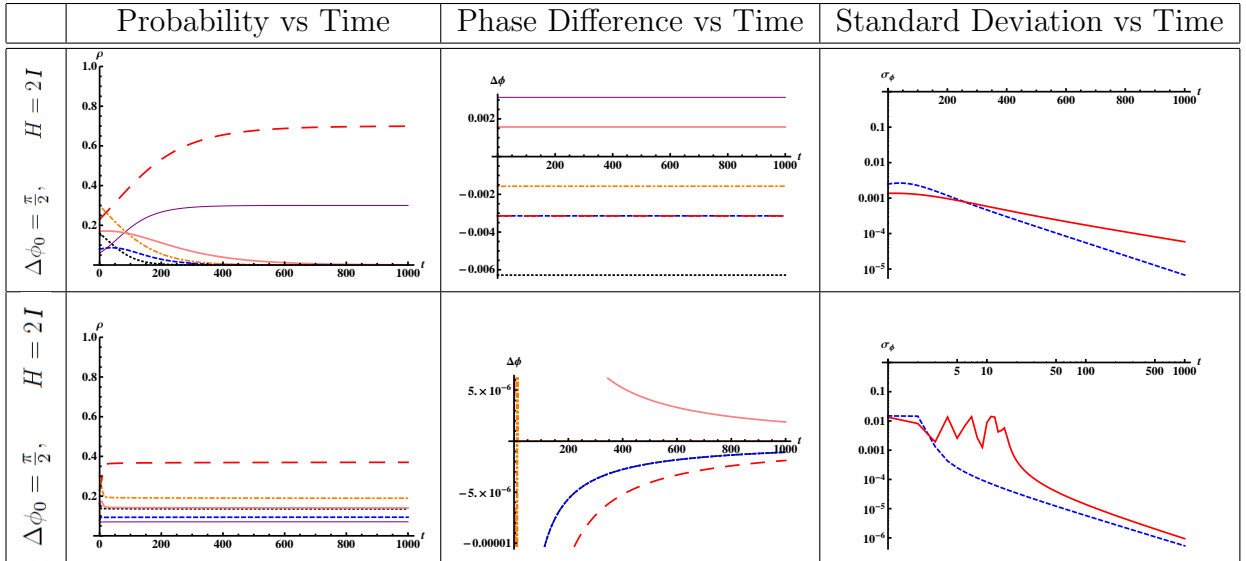 Probability vs Time
Phase Difference vs Time
Standard Deviation vs Time
Δϕ₀ = π/2, H = 2I
ρ
1.0
0.8
0.6
0.4
0.2
0 200 400 600 800 1000 t
Δϕ
0.002
200 400 600 800 1000 t
−0.002
−0.004
−0.006
σϕ
200 400 600 800 1000 t
0.1
0.01
0.001
10⁻⁴
10⁻⁵
Δϕ₀ = π/2, H = 2I
ρ
1.0
0.8
0.6
0.4
0.2
0 200 400 600 800 1000 t
Δϕ
5. × 10⁻⁶
200 400 600 800 1000 t
−5. × 10⁻⁶
−0.00001
σϕ
5 10 50 100 500 1000 t
0.1
0.01
0.001
10⁻⁴
10⁻⁵
10⁻⁶